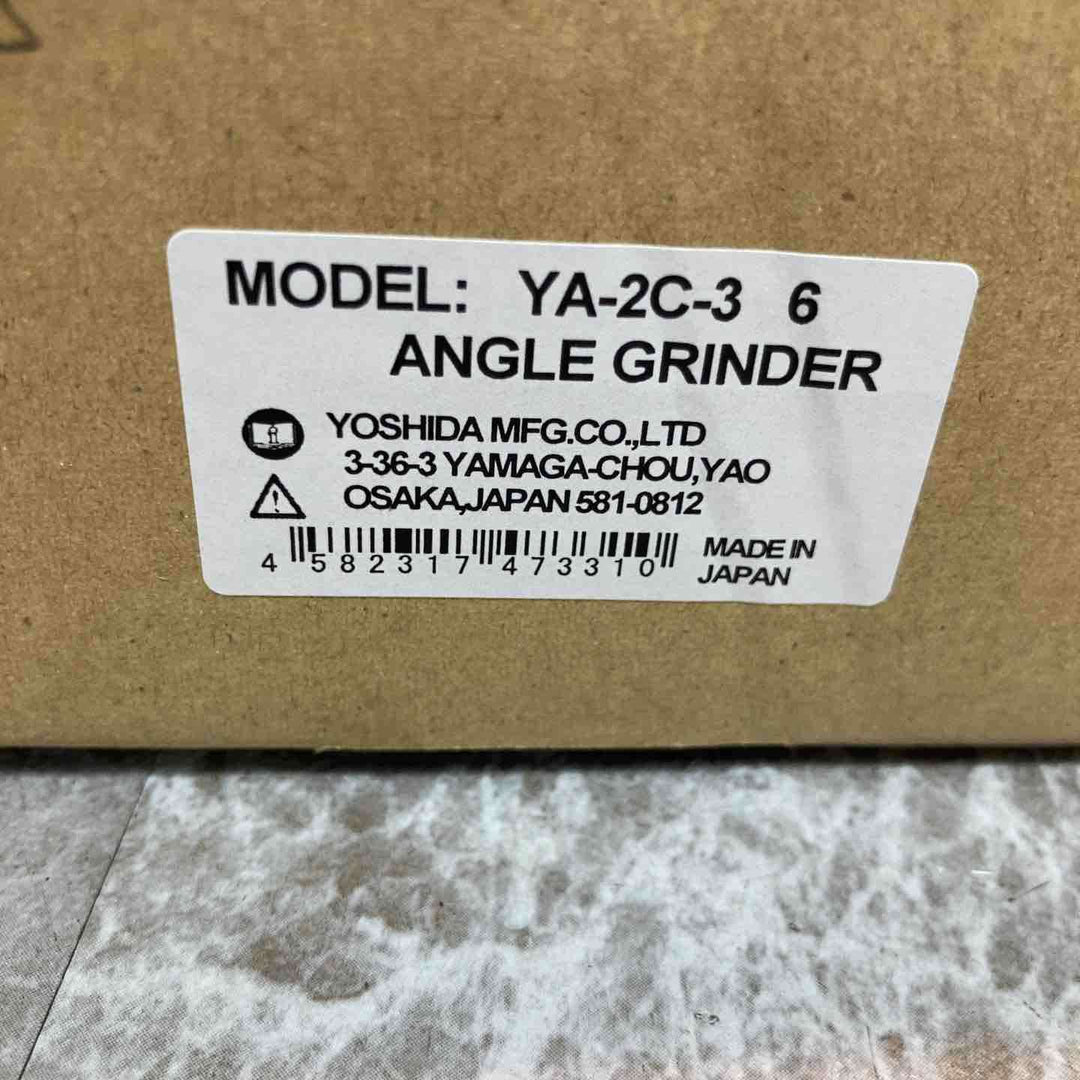 MODEL: YA-2C-3 6
ANGLE GRINDER
YOSHIDA MFG.CO.,LTD
3-36-3 YAMAGA-CHOU,YAO
OSAKA,JAPAN 581-0812
4 582317 473310
MADE IN
JAPAN